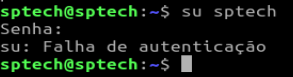 sptech@sptech:~$ su sptech
Senha:
su: Falha de autenticação
sptech@sptech:~$